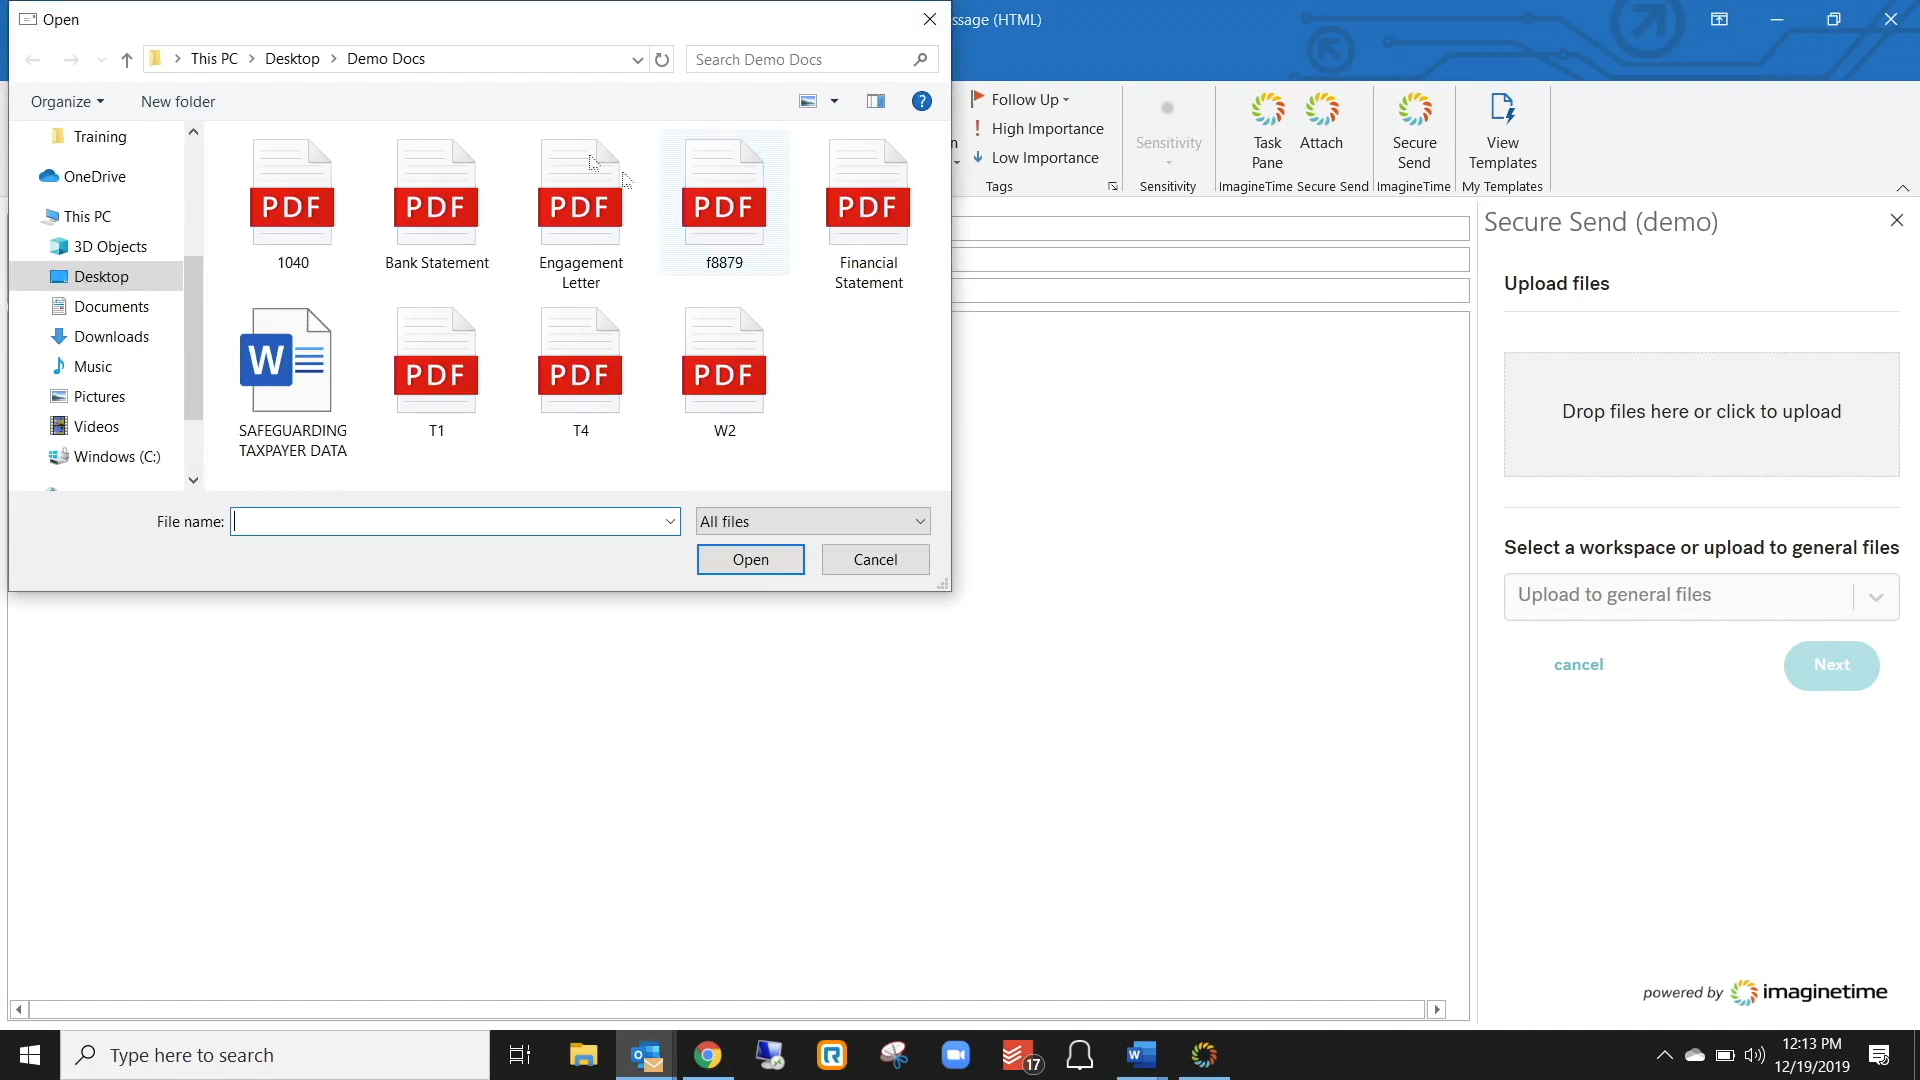 Open
ssage (HTML)
This PC > Desktop > Demo Docs
Search Demo Docs
Organize
New folder
Training
OneDrive
This PC
3D Objects
Desktop
Documents
Downloads
Music
Pictures
Videos
Windows (C:)
PDF
PDF
PDF
PDF
PDF
1040
Bank Statement
Engagement
Letter
f8879
Financial
Statement
W
PDF
PDF
PDF
SAFEGUARDING
TAXPAYER DATA
T1
T4
W2
File name:
All files
Open
Cancel
n
Follow Up
High Importance
Low Importance
Tags
Sensitivity
Sensitivity
Task
Pane
Attach
ImagineTime Secure Send
Secure
Send
ImagineTime
View
Templates
My Templates
Secure Send (demo)
Upload files
Drop files here or click to upload
Select a workspace or upload to general files
Upload to general files
cancel
Next
powered by imaginetime
Type here to search
17
12:13 PM
12/19/2019